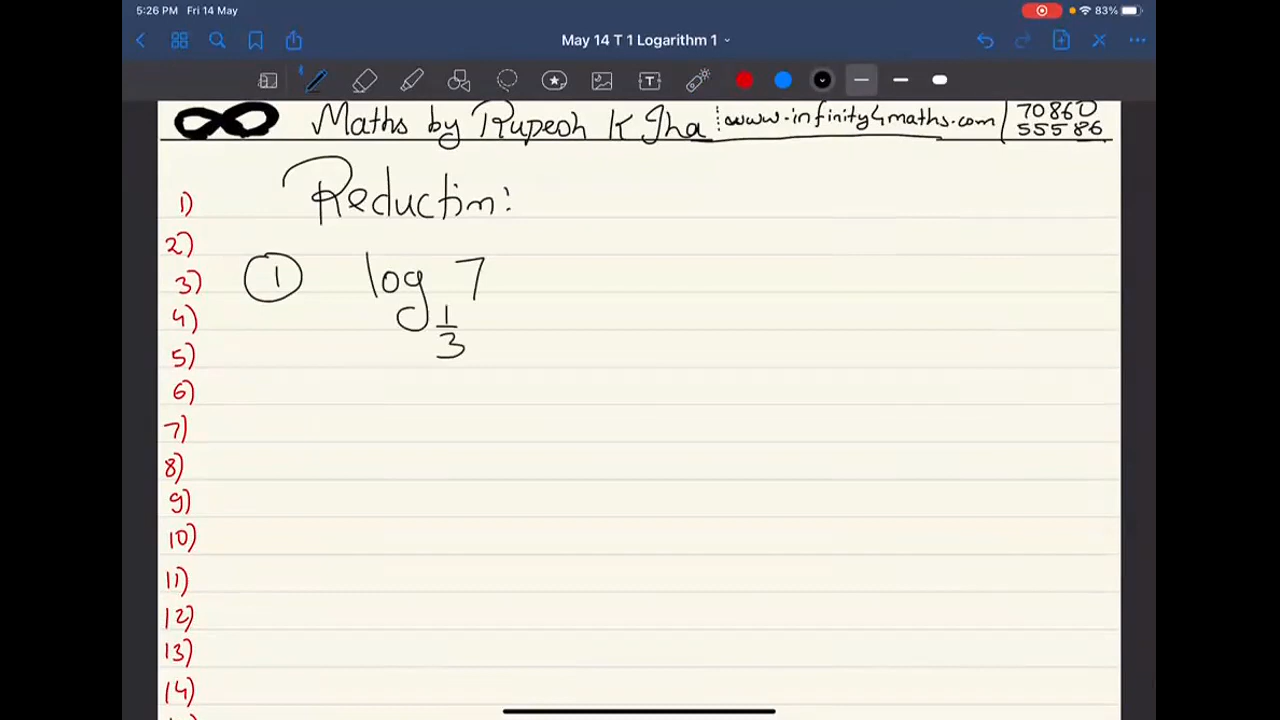 5:26 PM Fri 14 May 83%
May 14 T 1 Logarithm 1
Maths by Rupesh K Jha www.infinity4maths.com 70860 55586
Reduction:
1)
2)
3) ① log 7
4) 1
5) 3
6)
7)
8)
9)
10)
11)
12)
13)
14)